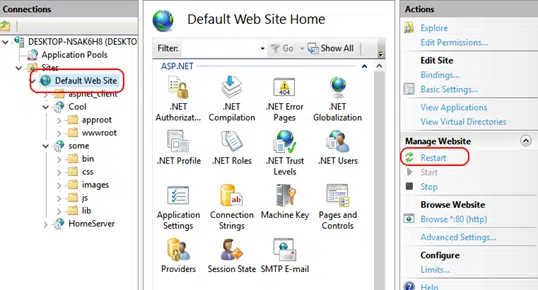 Connections
DESKTOP-NSAK6H8 (DESKTO
Application Pools
Sites
Default Web Site
aspnet_client
Cool
approot
wwwroot
some
bin
css
images
js
lib
HomeServer
Default Web Site Home
Filter:
Go
Show All
ASP.NET
.NET Authorizat...
.NET Compilation
.NET Error Pages
.NET Globalization
.NET Profile
.NET Roles
.NET Trust Levels
.NET Users
Application Settings
Connection Strings
Machine Key
Pages and Controls
Providers
Session State
SMTP E-mail
Actions
Explore
Edit Permissions...
Edit Site
Bindings...
Basic Settings...
View Applications
View Virtual Directories
Manage Website
Restart
Start
Stop
Browse Website
Browse *:80 (http)
Advanced Settings...
Configure
Limits...
Help